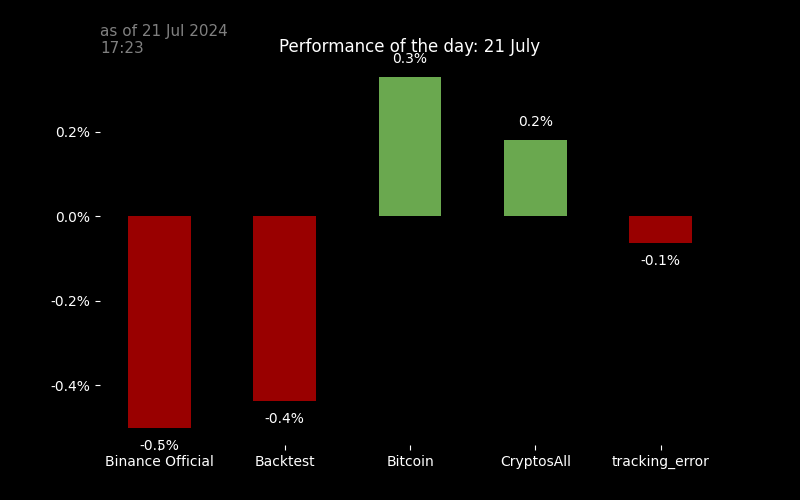 as of 21 Jul 2024
17:23
Performance of the day: 21 July
0.3%
0.2%
0.2%
0.0%
-0.1%
-0.2%
-0.4%
-0.4%
-0.5%
Binance Official
Backtest
Bitcoin
CryptosAll
tracking_error